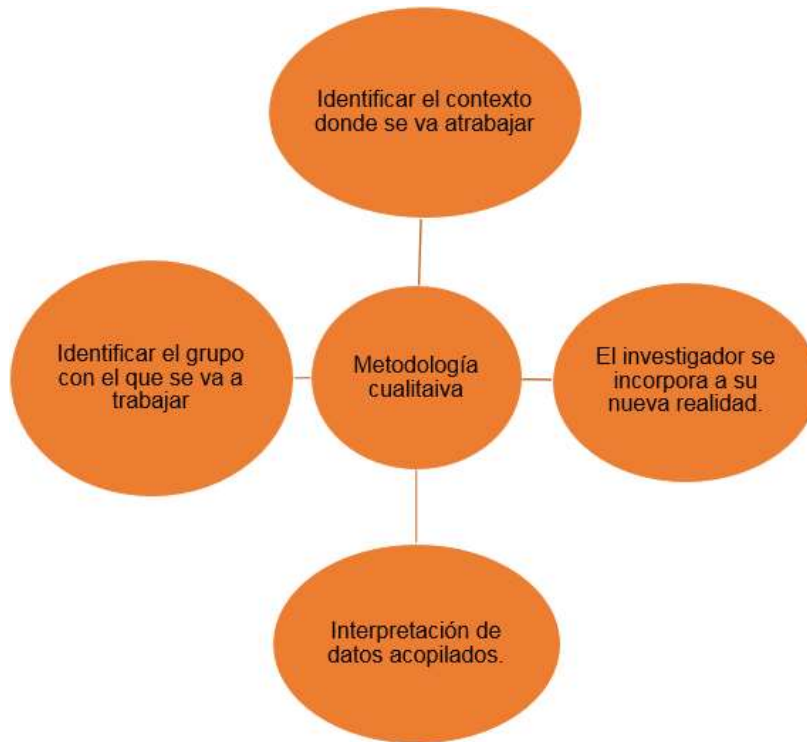 Identificar el contexto
donde se va atrabajar
Identificar el grupo
con el que se va a
trabajar
Metodología
cualitaiva
El investigador se
incorpora a su
nueva realidad.
Interpretación de
datos acopilados.